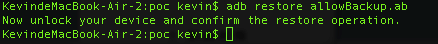 KevindeMacBook-Air-2:poc kevin$ adb restore allowBackup.ab
Now unlock your device and confirm the restore operation.
KevindeMacBook-Air-2:poc kevin$